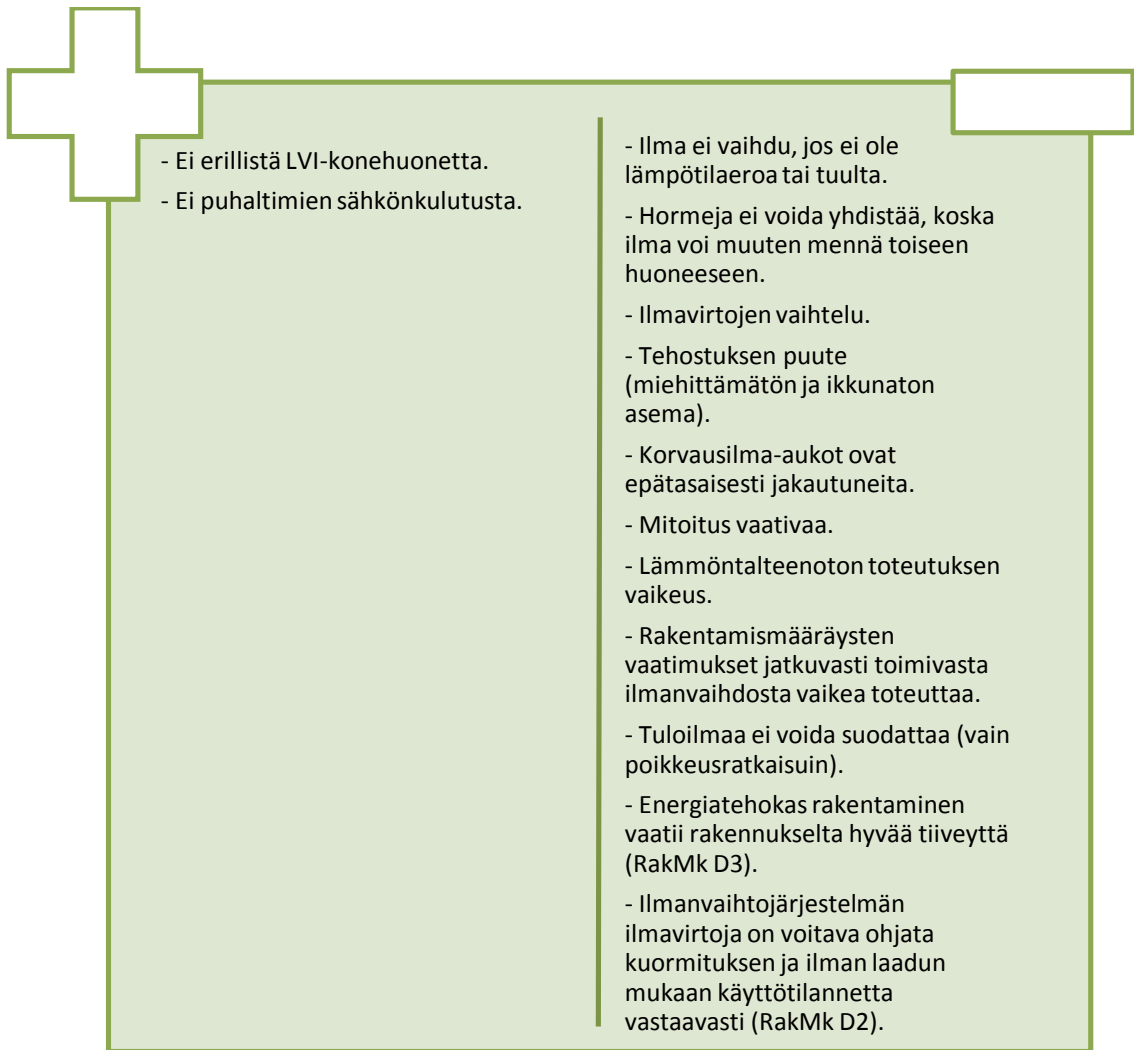 - Ei erillistä LVI-konehuonetta.
- Ei puhaltimien sähkönkulutusta.
- Ilma ei vaihdu, jos ei ole
lämpötilaeroa tai tuulta.
- Hormeja ei voida yhdistää, koska
ilma voi muuten mennä toiseen
huoneeseen.
- Ilmavirtojen vaihtelu.
- Tehostuksen puute
(miehittämätön ja ikkunaton
asema).
- Korvausilma-aukot ovat
epätasaisesti jakautuneita.
- Mitoitus vaativaa.
- Lämmöntalteenoton toteutuksen
vaikeus.
- Rakentamismääräysten
vaatimukset jatkuvasti toimivasta
ilmanvaihdosta vaikea toteuttaa.
- Tuloilmaa ei voida suodattaa (vain
poikkeusratkaisuin).
- Energiatehokas rakentaminen
vaatii rakennukselta hyvää tiiveyttä
(RakMk D3).
- Ilmanvaihtojärjestelmän
ilmavirtoja on voitava ohjata
kuormituksen ja ilman laadun
mukaan käyttötilannetta
vastaavasti (RakMk D2).